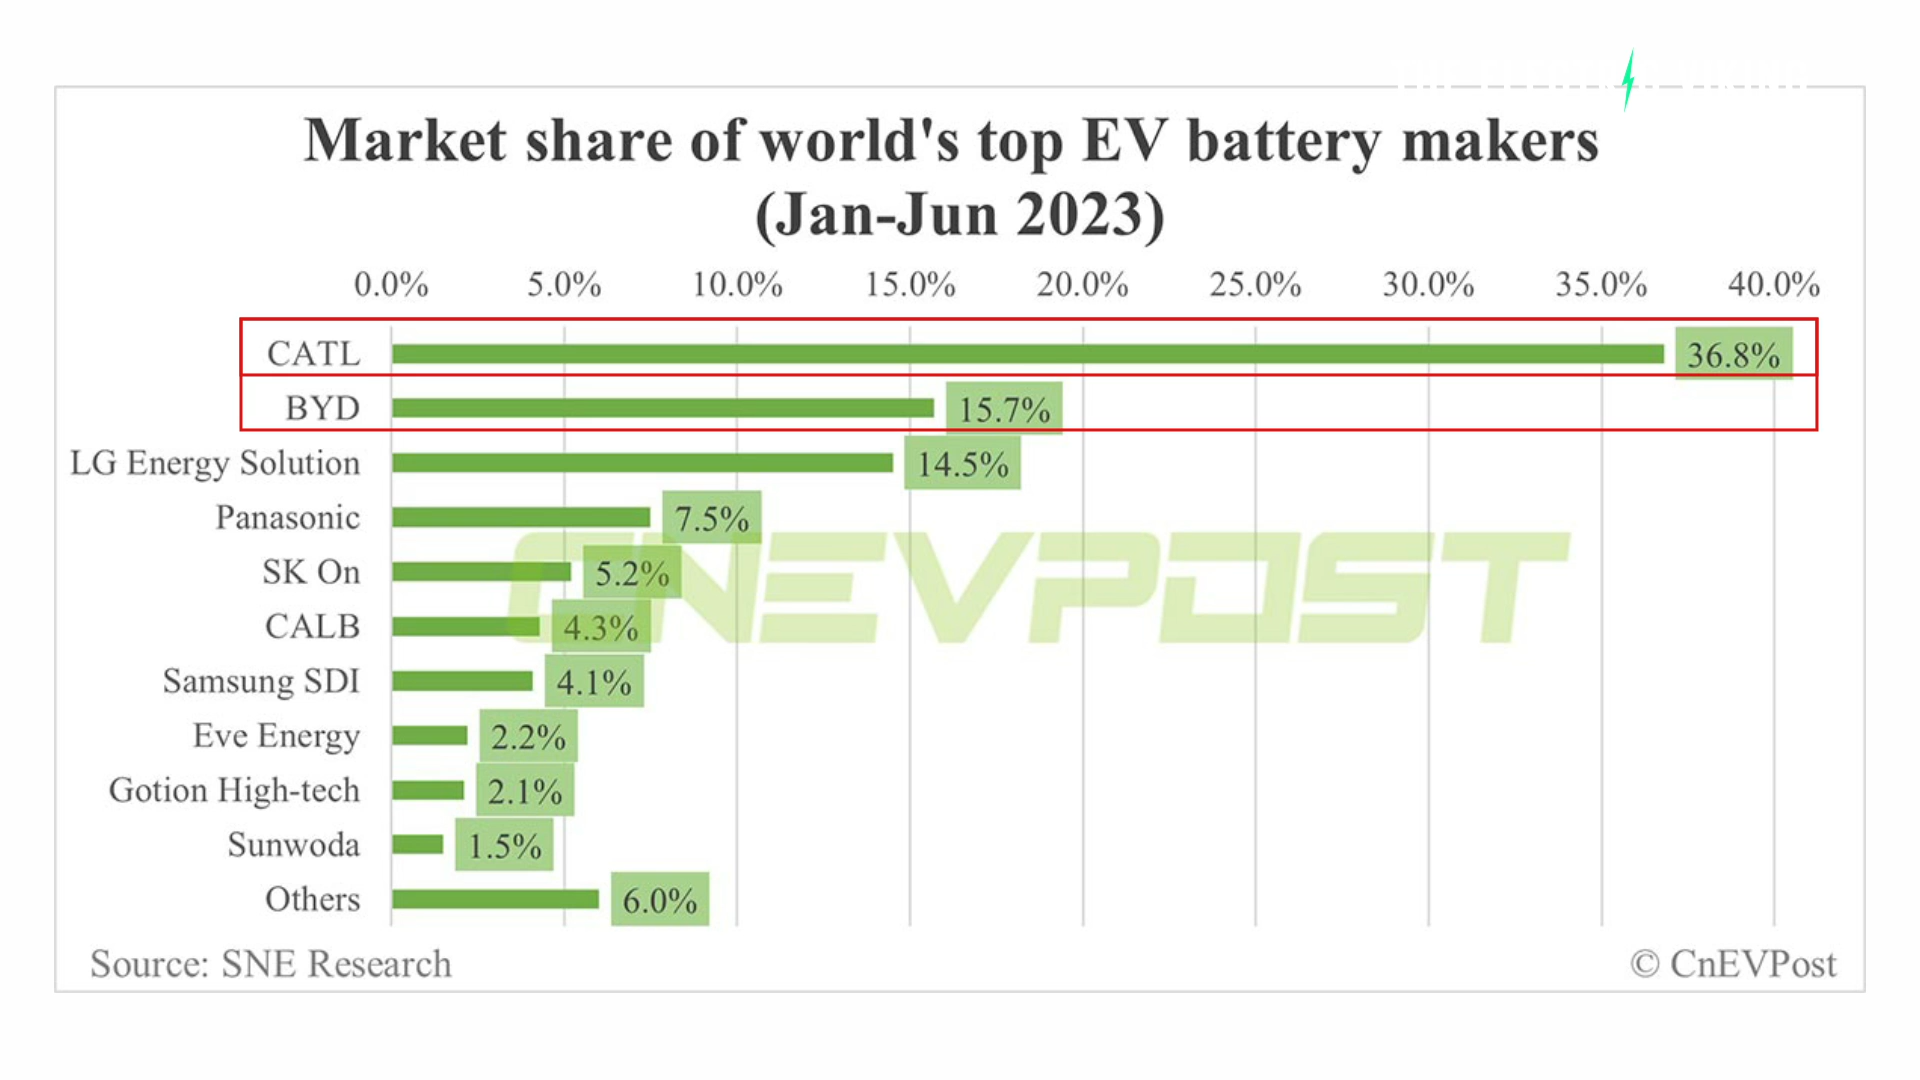 Market share of world's top EV battery makers
(Jan-Jun 2023)
0.0% 5.0% 10.0% 15.0% 20.0% 25.0% 30.0% 35.0% 40.0%
CATL 36.8%
BYD 15.7%
LG Energy Solution 14.5%
Panasonic 7.5%
SK On 5.2%
CALB 4.3%
Samsung SDI 4.1%
Eve Energy 2.2%
Gotion High-tech 2.1%
Sunwoda 1.5%
Others 6.0%
CNEVPOST
Source: SNE Research © CnEVPost